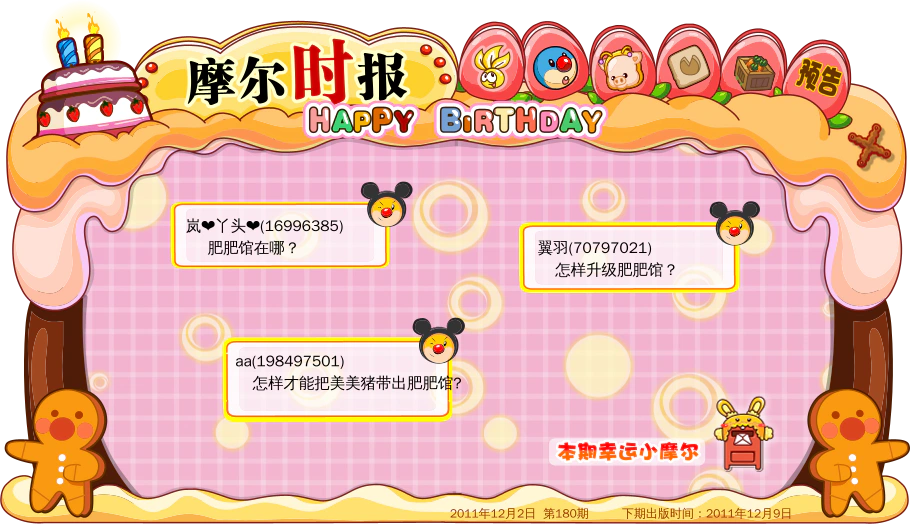 摩尔时报
预告
HAPPY BIRTHDAY
岚❤丫头❤(16996385)
肥肥馆在哪？
翼羽(70797021)
怎样升级肥肥馆？
aa(198497501)
怎样才能把美美猪带出肥肥馆?
本期幸运小摩尔
2011年12月2日 第180期 下期出版时间：2011年12月9日